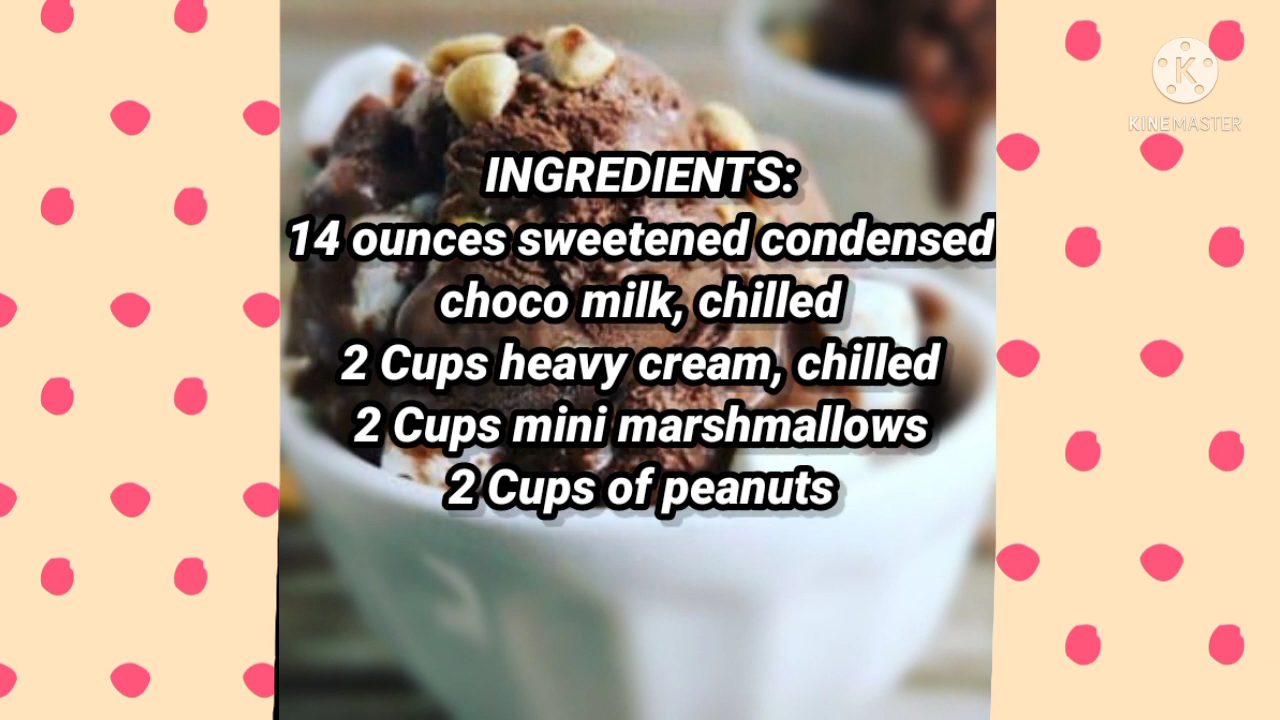 INGREDIENTS:
14 ounces sweetened condensed
choco milk, chilled
2 Cups heavy cream, chilled
2 Cups mini marshmallows
2 Cups of peanuts
K
KINEMASTER